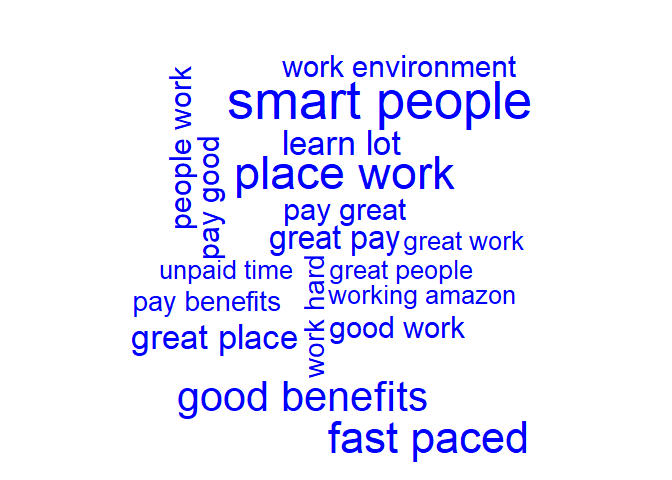 work environment
smart people
people work
learn lot
pay good
place work
pay great
great pay
great work
unpaid time
work hard
great people
pay benefits
working amazon
great place
good work
good benefits
fast paced